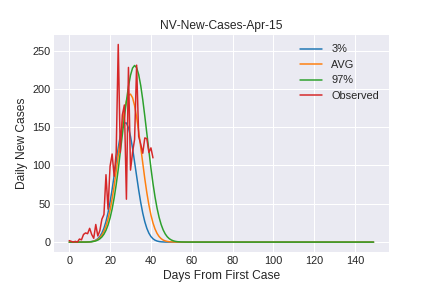 NV-New-Cases-Apr-15
3%
AVG
97%
Observed
Daily New Cases
250
200
150
100
50
0
0 20 40 60 80 100 120 140
Days From First Case